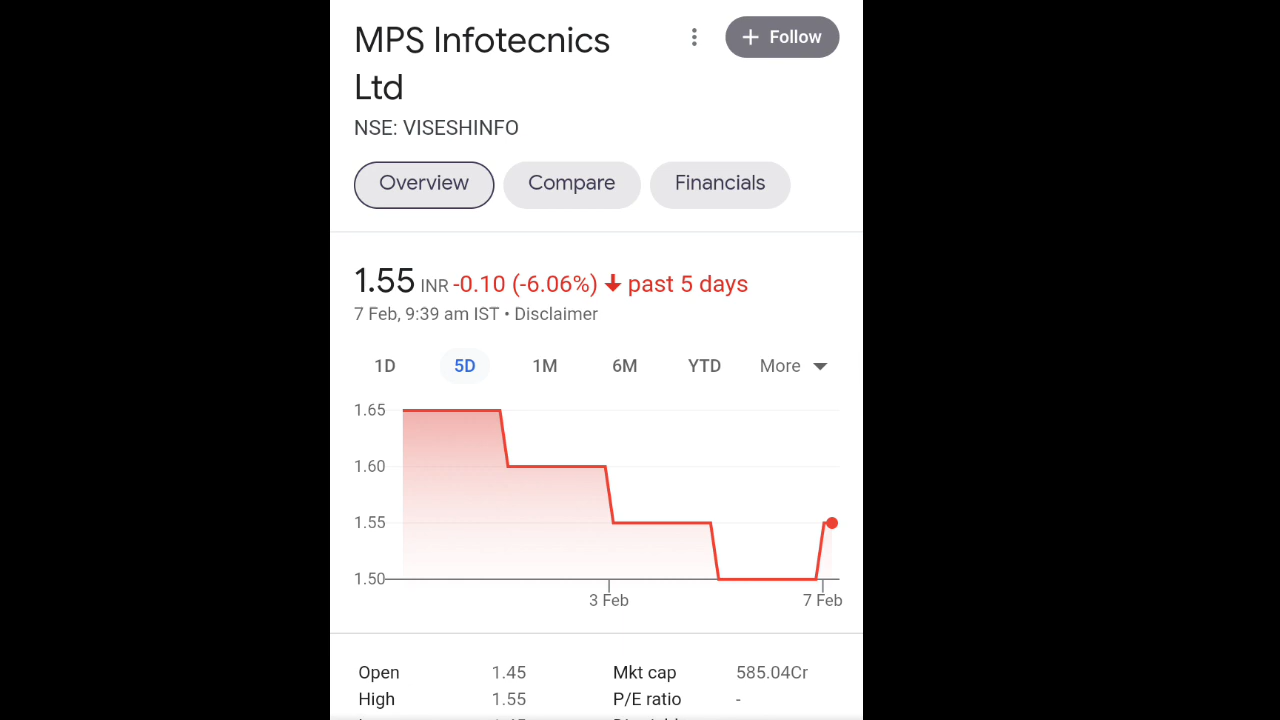 MPS Infotecnics
Ltd
+ Follow
NSE: VISESHINFO
Overview Compare Financials
1.55 INR -0.10 (-6.06%) ↓ past 5 days
7 Feb, 9:39 am IST • Disclaimer
1D 5D 1M 6M YTD More
1.65
1.60
1.55
1.50
3 Feb 7 Feb
Open 1.45 Mkt cap 585.04Cr
High 1.55 P/E ratio -